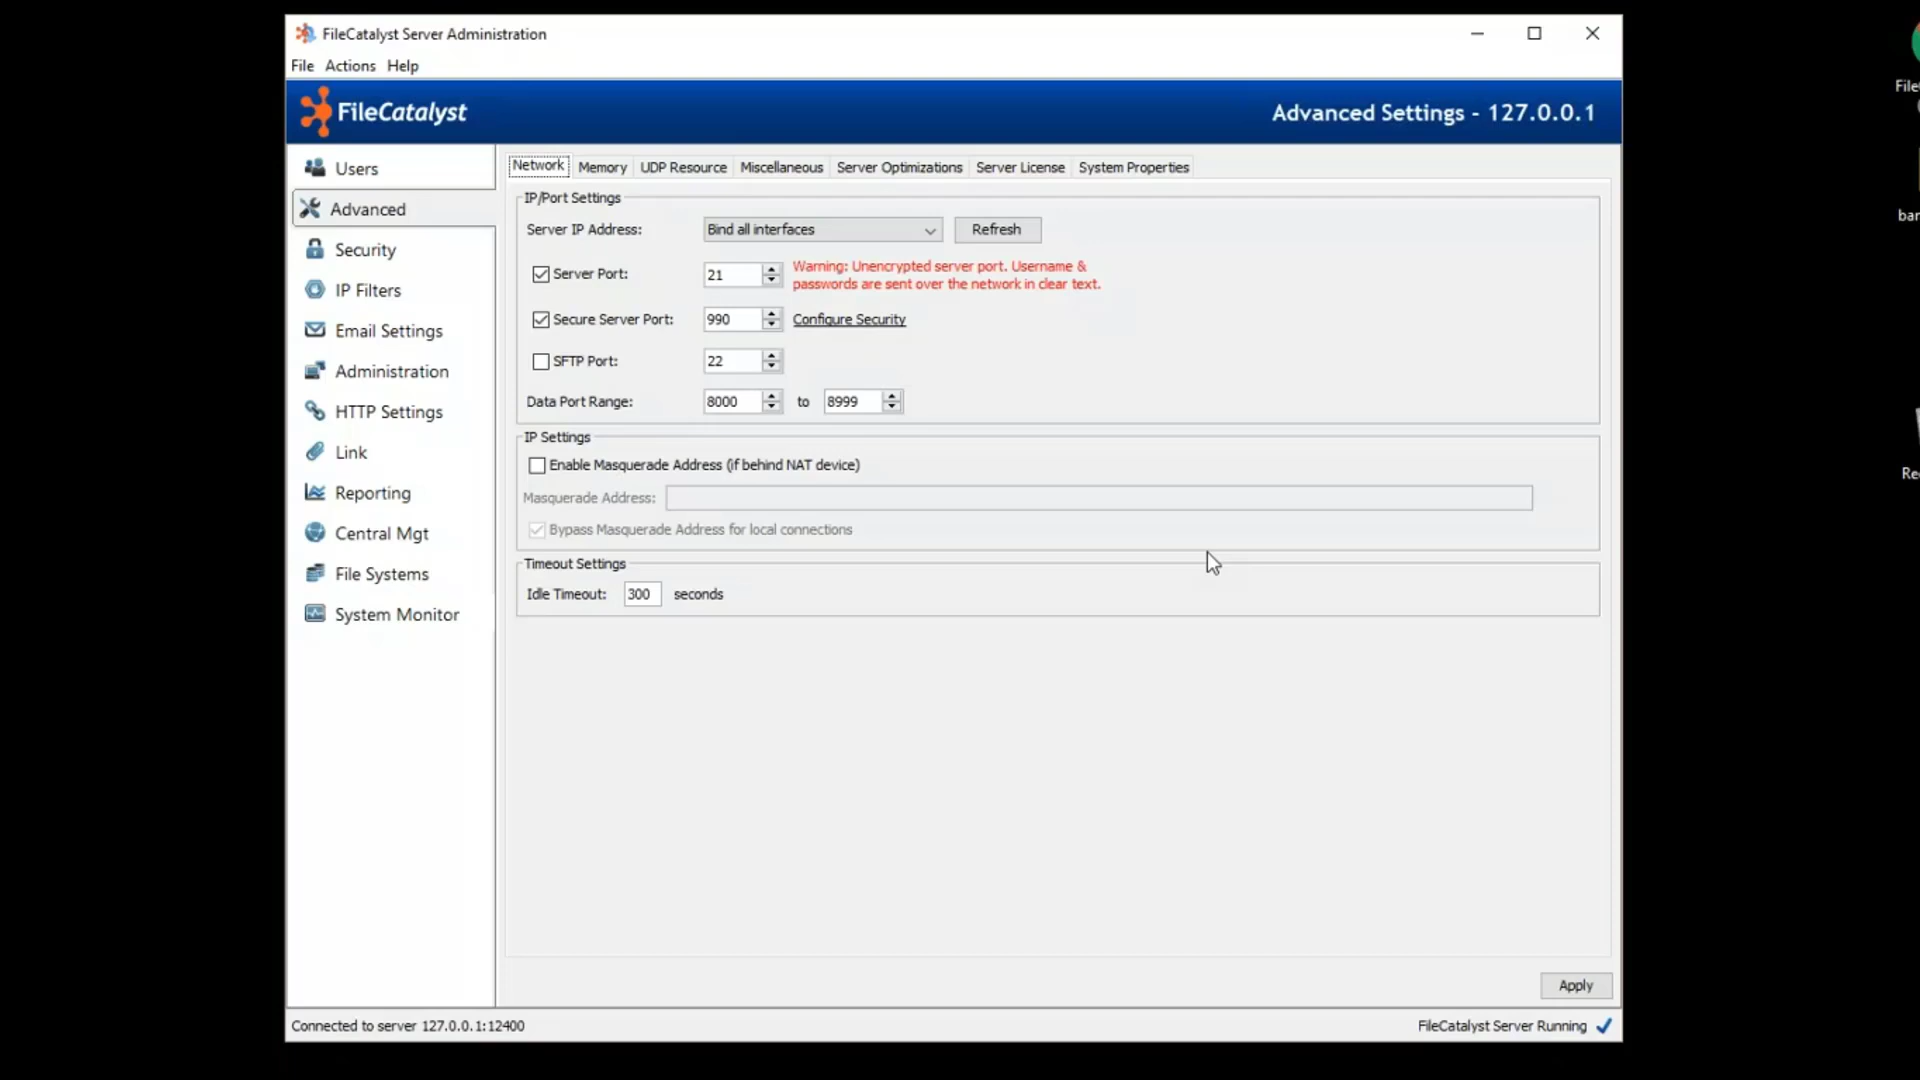 FileCatalyst Server Administration
File Actions Help
FileCatalyst
Advanced Settings - 127.0.0.1
Users
Advanced
Security
IP Filters
Email Settings
Administration
HTTP Settings
Link
Reporting
Central Mgt
File Systems
System Monitor
Network Memory UDP Resource Miscellaneous Server Optimizations Server License System Properties
IP/Port Settings
Server IP Address: Bind all interfaces Refresh
Server Port: 21 Warning: Unencrypted server port. Username &
passwords are sent over the network in clear text.
Secure Server Port: 990 Configure Security
SFTP Port: 22
Data Port Range: 8000 to 8999
IP Settings
Enable Masquerade Address (if behind NAT device)
Masquerade Address:
Bypass Masquerade Address for local connections
Timeout Settings
Idle Timeout: 300 seconds
Apply
Connected to server 127.0.0.1:12400
FileCatalyst Server Running